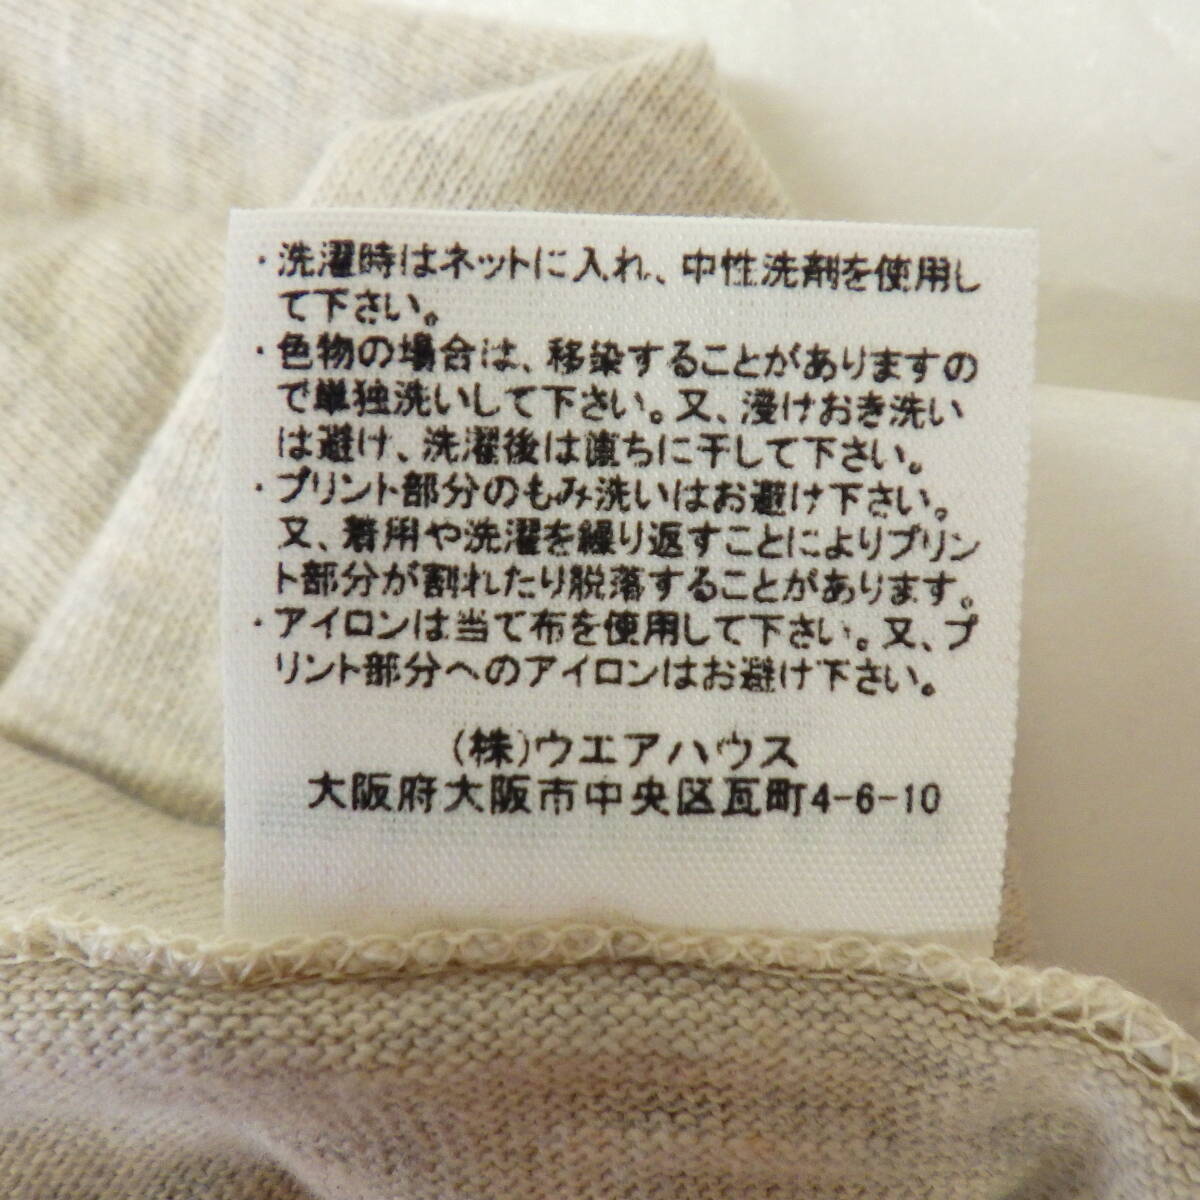 ・洗濯時はネットに入れ、中性洗剤を使用し
て下さい。
・色物の場合は、移染することがありますの
で単独洗いして下さい。又、浸けおき洗い
は避け、洗濯後は直ちに干して下さい。
・プリント部分のもみ洗いはお避け下さい。
又、着用や洗濯を繰り返すことによりプリン
ト部分が割れたり脱落することがあります。
・アイロンは当て布を使用して下さい。又、プ
リント部分へのアイロンはお避け下さい。
(株)ウエアハウス
大阪府大阪市中央区瓦町4-6-10